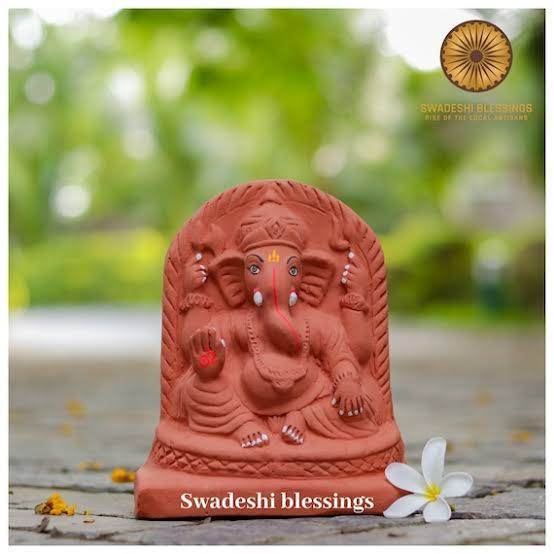 SWADESHI BLESSINGS
RISE OF THE LOCAL ARTISANS
Swadeshi blessings